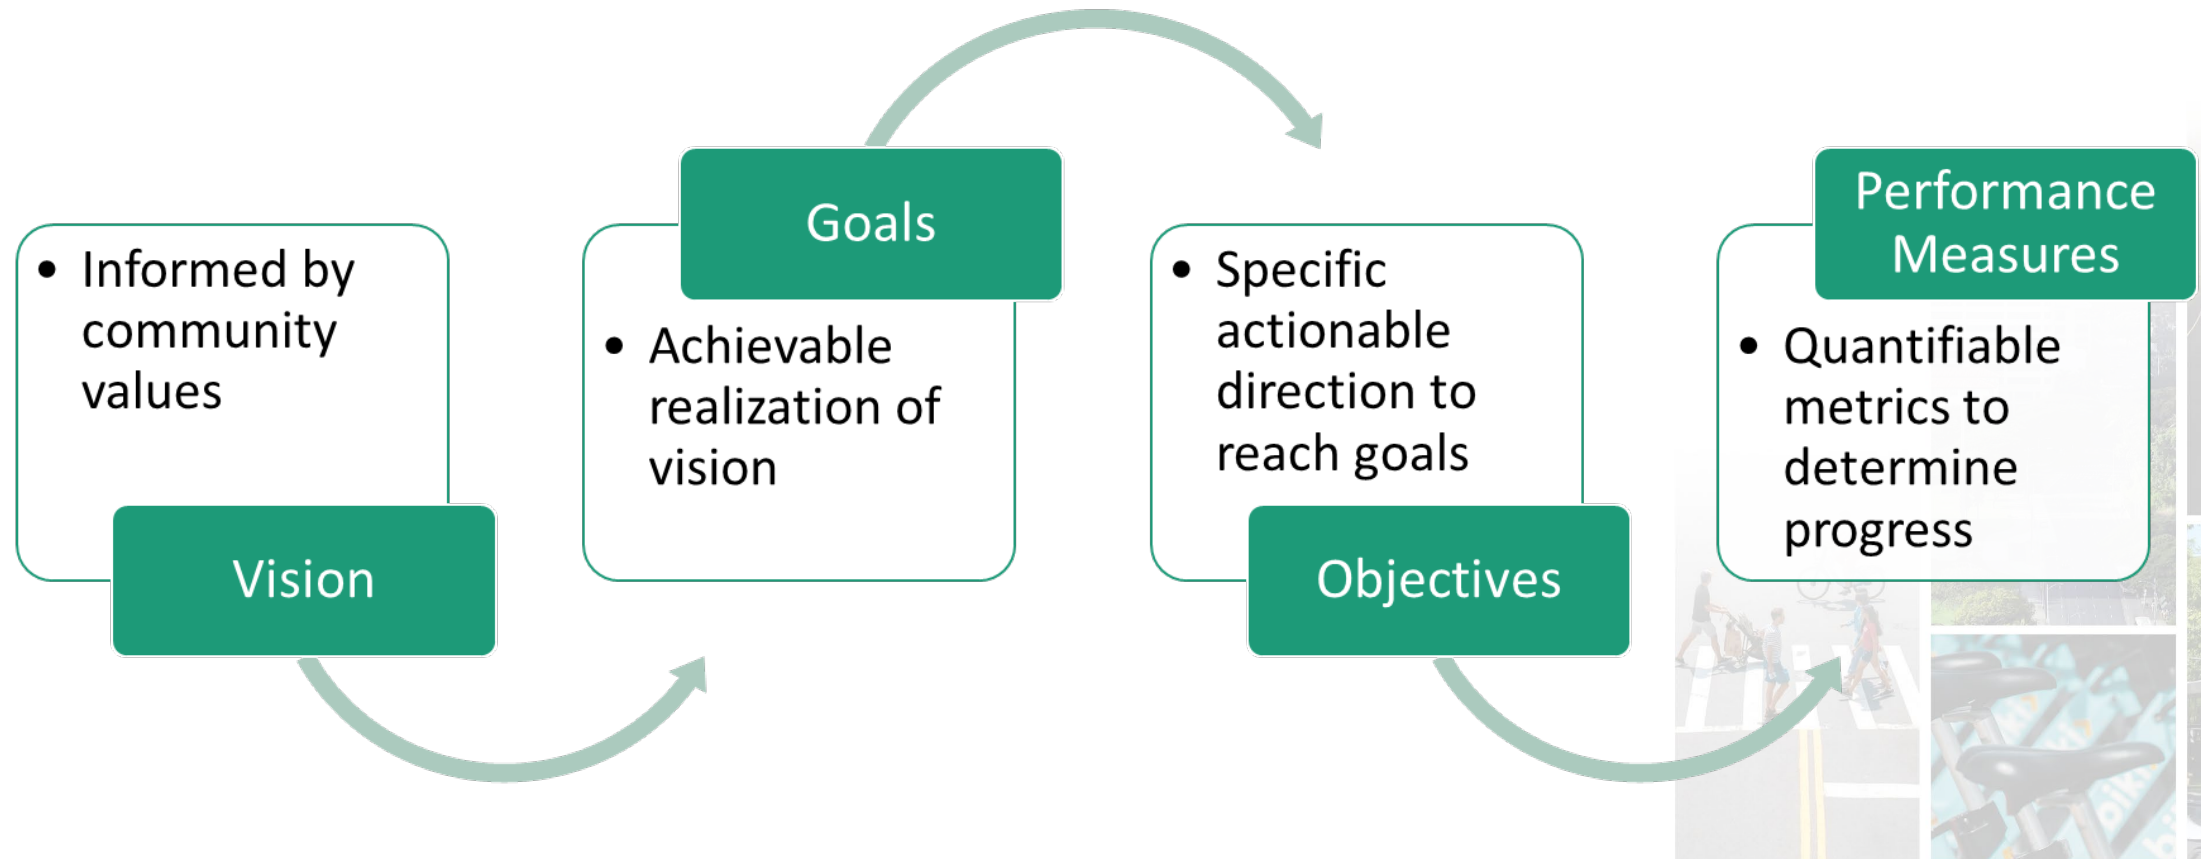 • Informed by
community
values
Vision
Goals
• Achievable
realization of
vision
• Specific
actionable
direction to
reach goals
Objectives
Performance
Measures
• Quantifiable
metrics to
determine
progress
biki